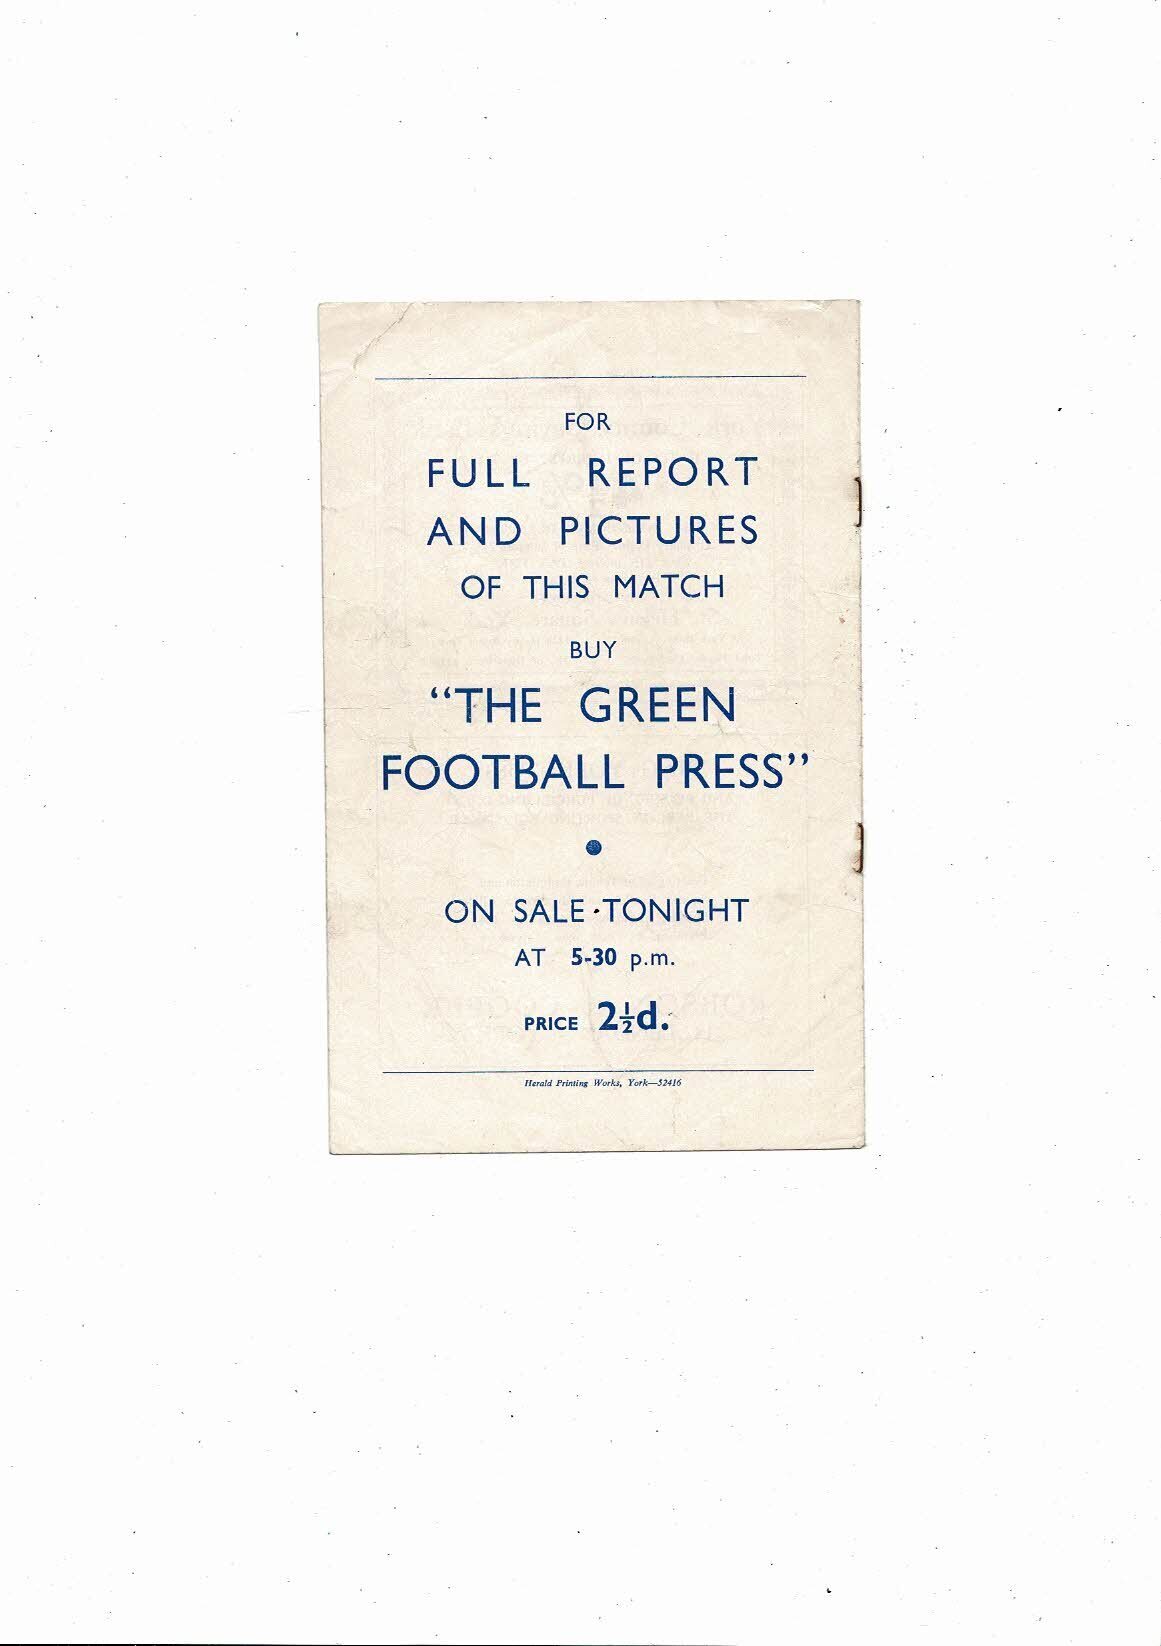 FOR
FULL REPORT
AND PICTURES
OF THIS MATCH
BUY
“THE GREEN
FOOTBALL PRESS”
ON SALE TONIGHT
AT 5-30 p.m.
PRICE 2½d.
Herald Printing Works, York—52416